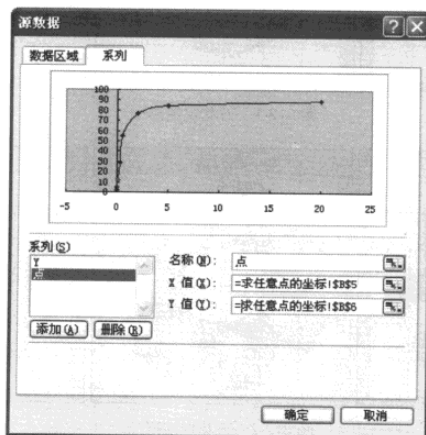 源数据
数据区域 系列
100
90
80
70
60
50
40
30
20
10
0
-5 0 5 10 15 20 25
系列(S)
Y
点
名称(N): 点
X 值(X): =求任意点的坐标!$B$5
Y 值(Y): =求任意点的坐标!$B$6
添加(A) 删除(R)
确定 取消